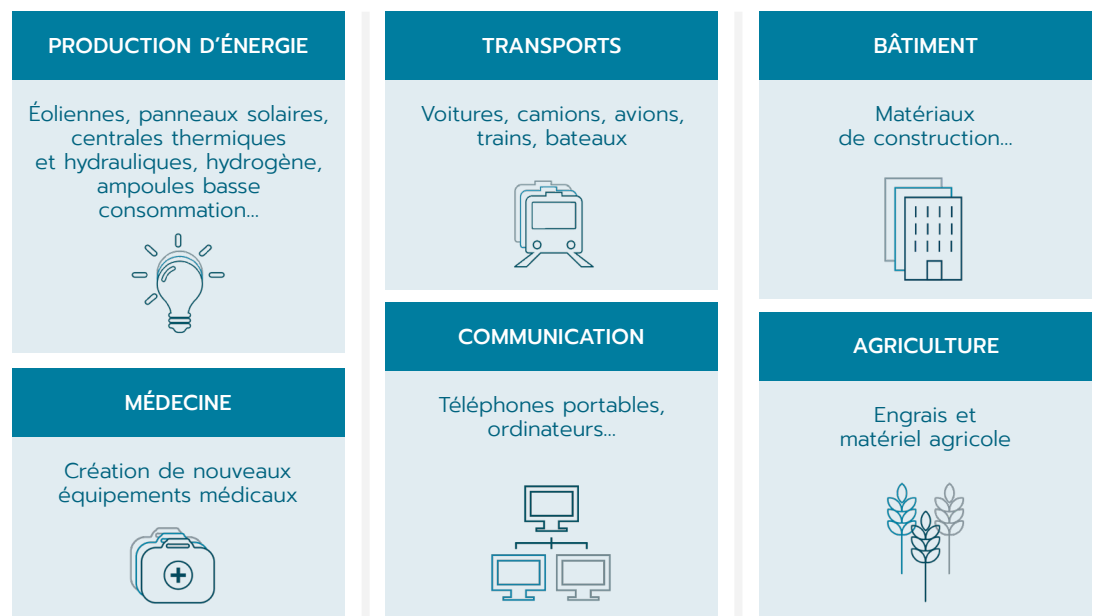 PRODUCTION D’ÉNERGIE
Éoliennes, panneaux solaires,
centrales thermiques
et hydrauliques, hydrogène,
ampoules basse
consommation...
MÉDECINE
Création de nouveaux
équipements médicaux
TRANSPORTS
Voitures, camions, avions,
trains, bateaux
COMMUNICATION
Téléphones portables,
ordinateurs...
BÂTIMENT
Matériaux
de construction...
AGRICULTURE
Engrais et
matériel agricole